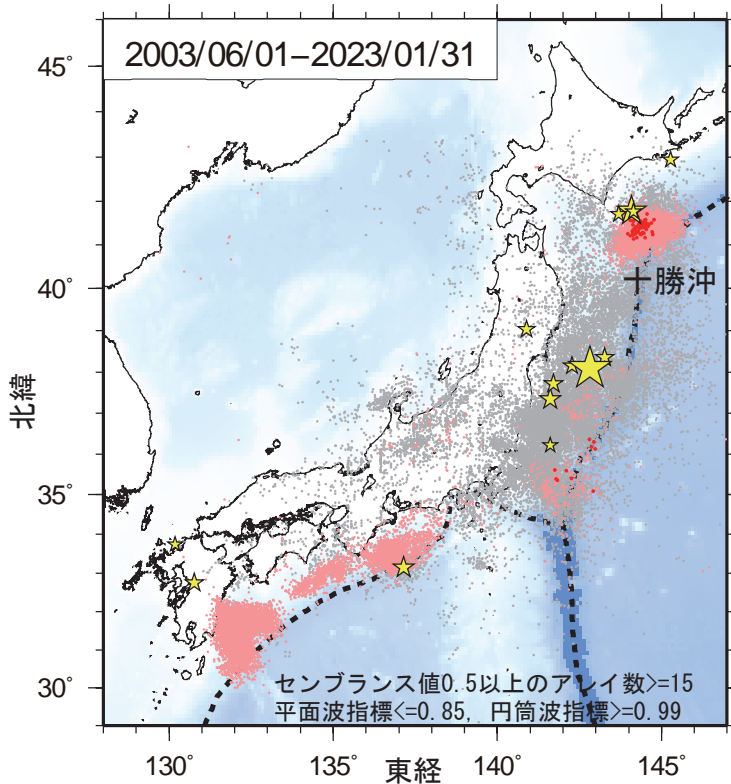 2003/06/01−2023/01/31
45°
40°
35°
30°
北緯
十勝沖
センブランス値0.5以上のアレイ数>=15
平面波指標<=0.85, 円筒波指標>=0.99
130°
135°
140°
145°
東経